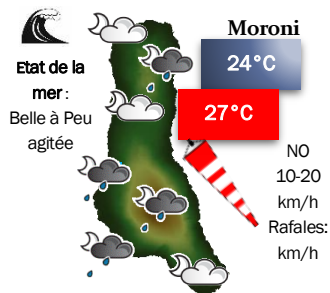 Moroni
24°C
27°C
Etat de la
mer :
Belle à Peu
agitée
NO
10-20
km/h
Rafales:
km/h